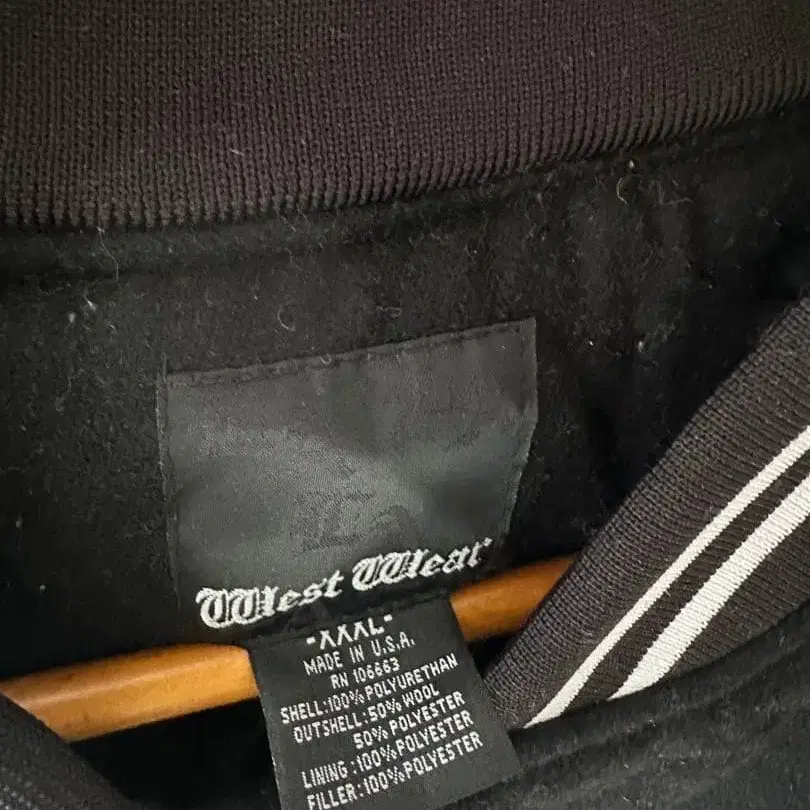 West Wear
-XXXL-
MADE IN U.S.A.
RN 106663
SHELL:100% POLYURETHAN
OUTSHELL:50% WOOL
50% POLYESTER
LINING:100% POLYESTER
FILLER:100% POLYESTER